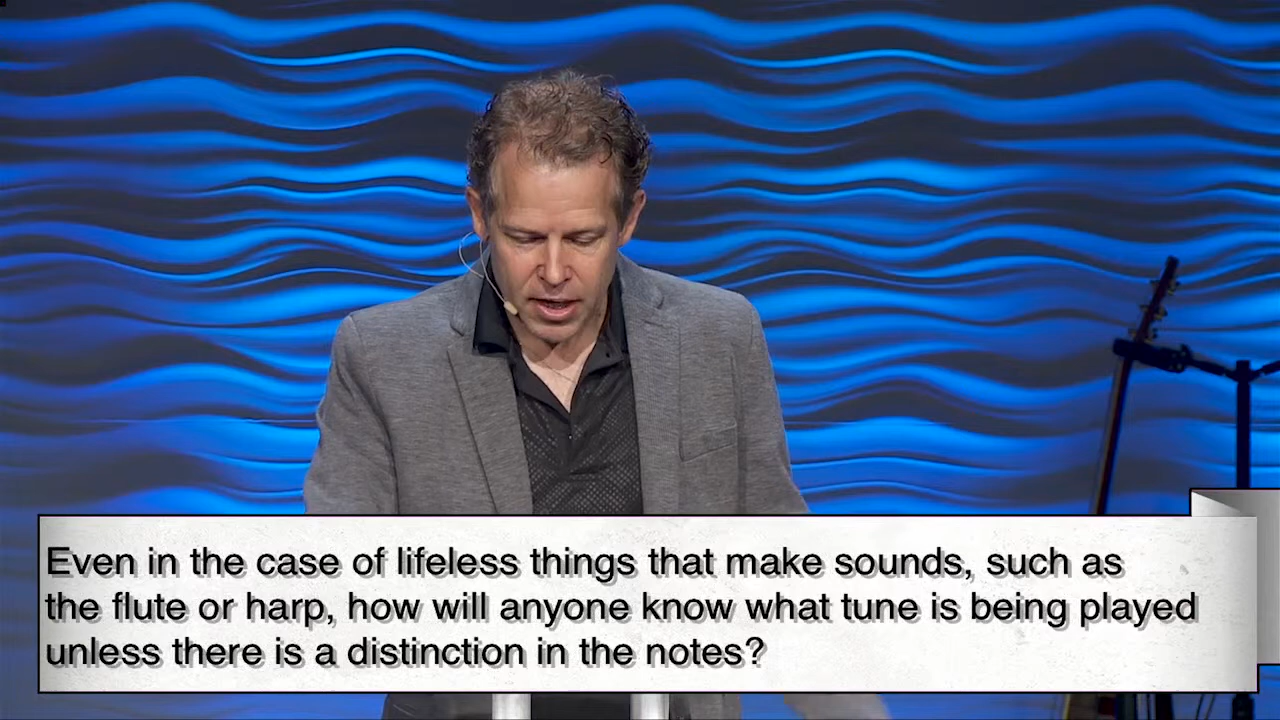 Even in the case of lifeless things that make sounds, such as
the flute or harp, how will anyone know what tune is being played
unless there is a distinction in the notes?